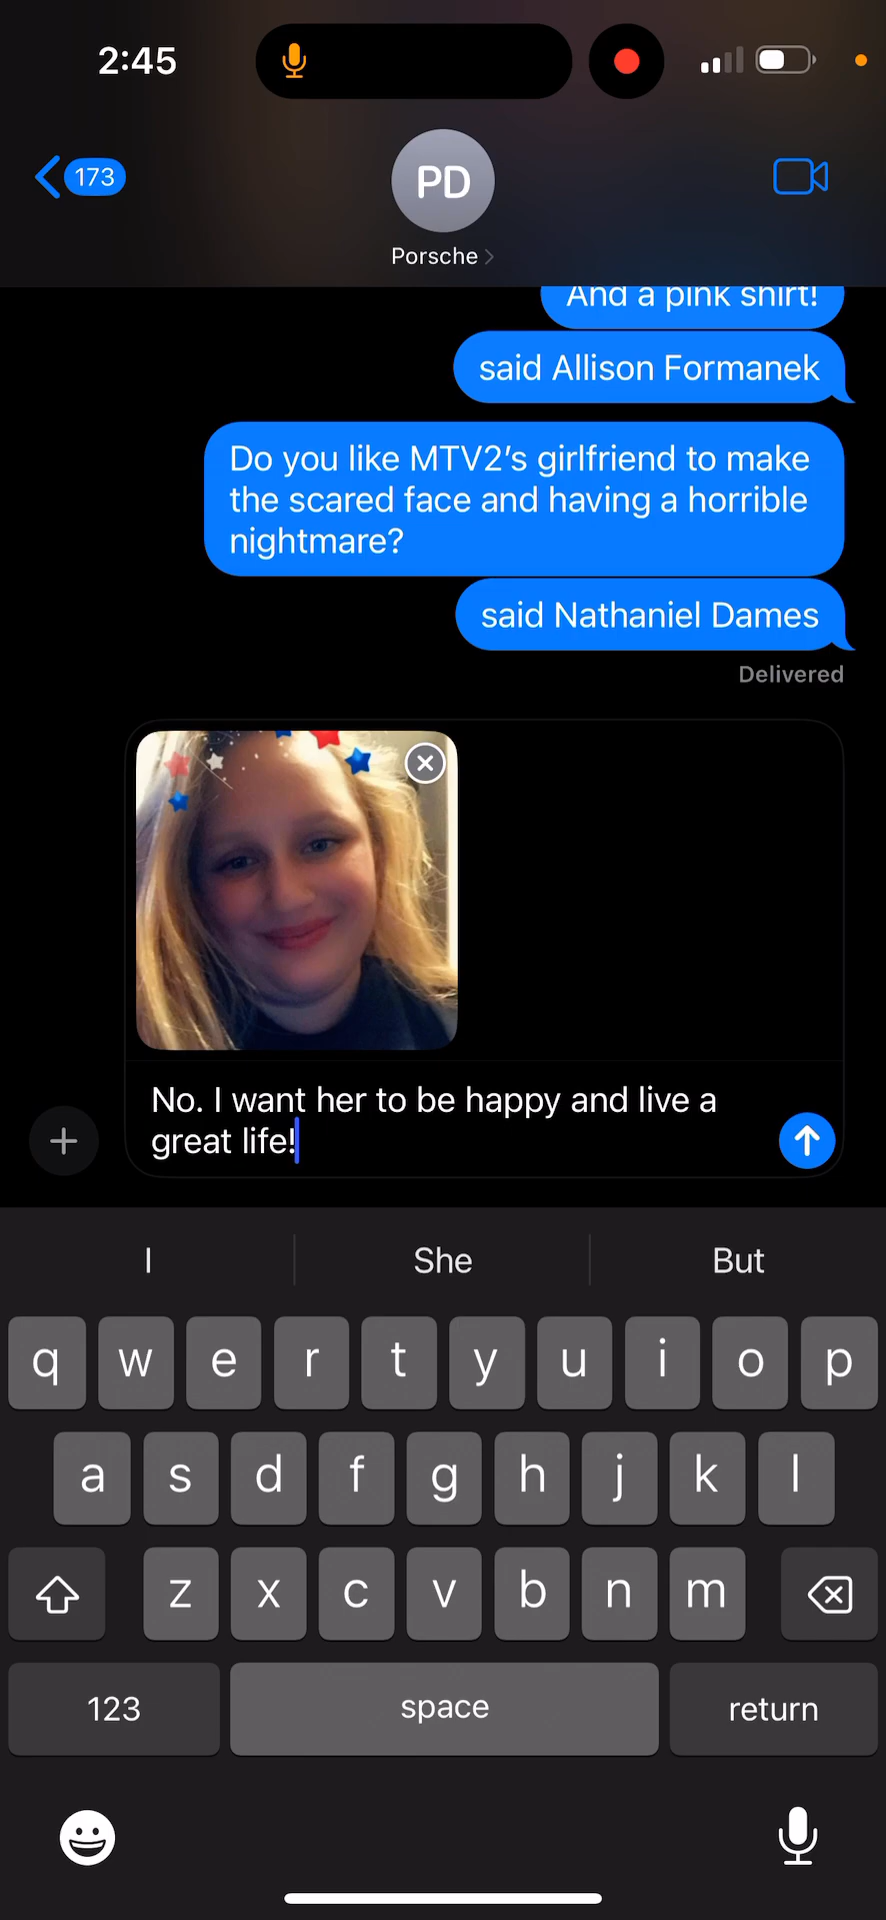 2:45
173
PD
Porsche
And a pink shirt!
said Allison Formanek
Do you like MTV2’s girlfriend to make
the scared face and having a horrible
nightmare?
said Nathaniel Dames
Delivered
No. I want her to be happy and live a
great life!
I She But
q w e r t y u i o p
a s d f g h j k l
z x c v b n m
123 space return